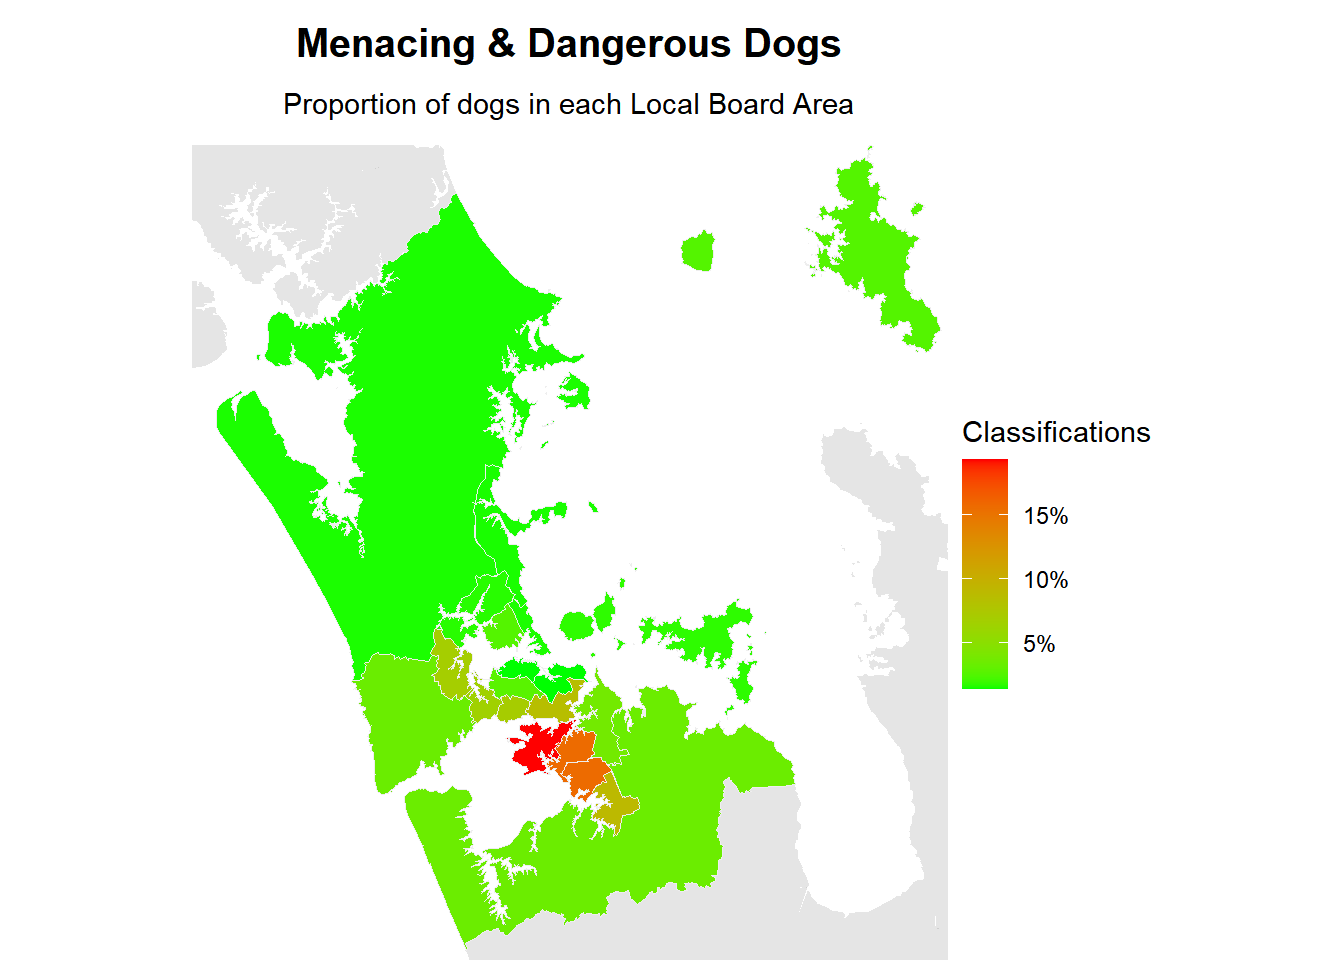 Menacing & Dangerous Dogs
Proportion of dogs in each Local Board Area
Classifications
15%
10%
5%